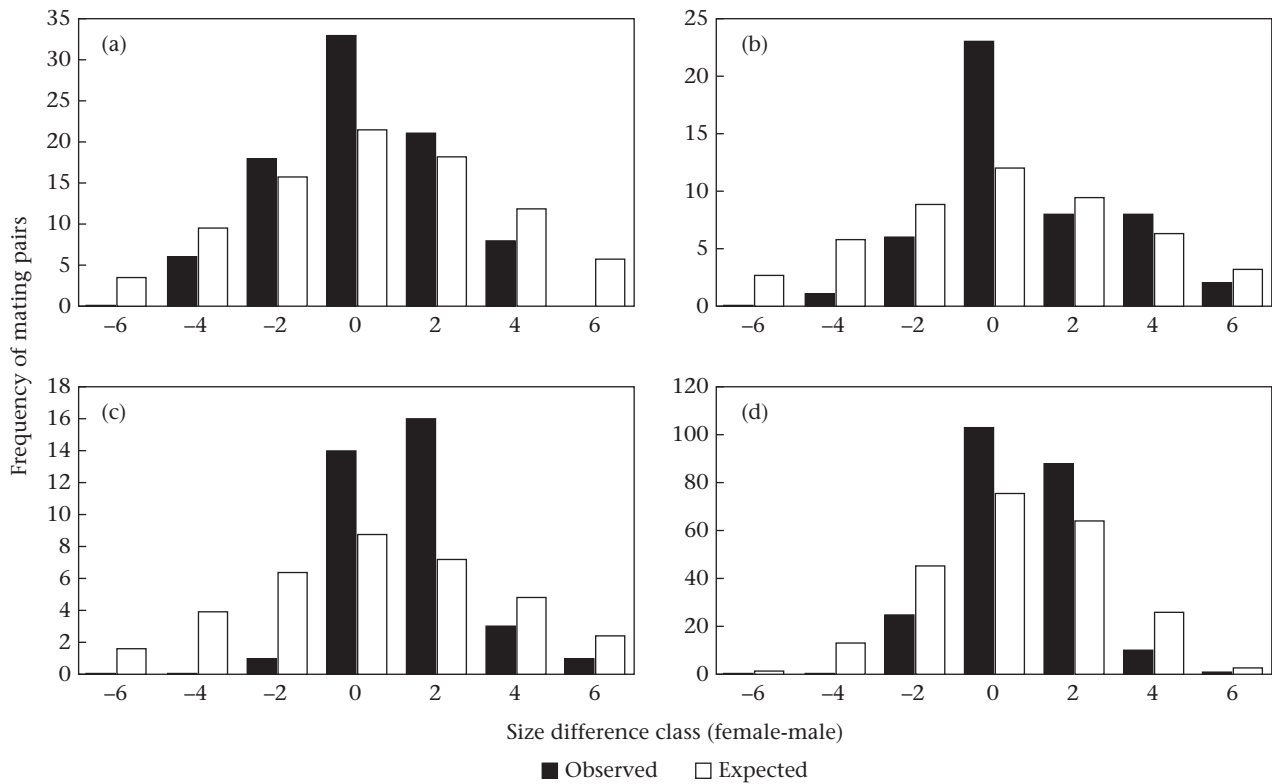 (a)
35
30
25
20
15
10
5
0
–6 –4 –2 0 2 4 6
(b)
25
20
15
10
5
0
–6 –4 –2 0 2 4 6
Frequency of mating pairs
(c)
18
16
14
12
10
8
6
4
2
0
–6 –4 –2 0 2 4 6
(d)
120
100
80
60
40
20
0
–6 –4 –2 0 2 4 6
Size difference class (female-male)
Observed Expected